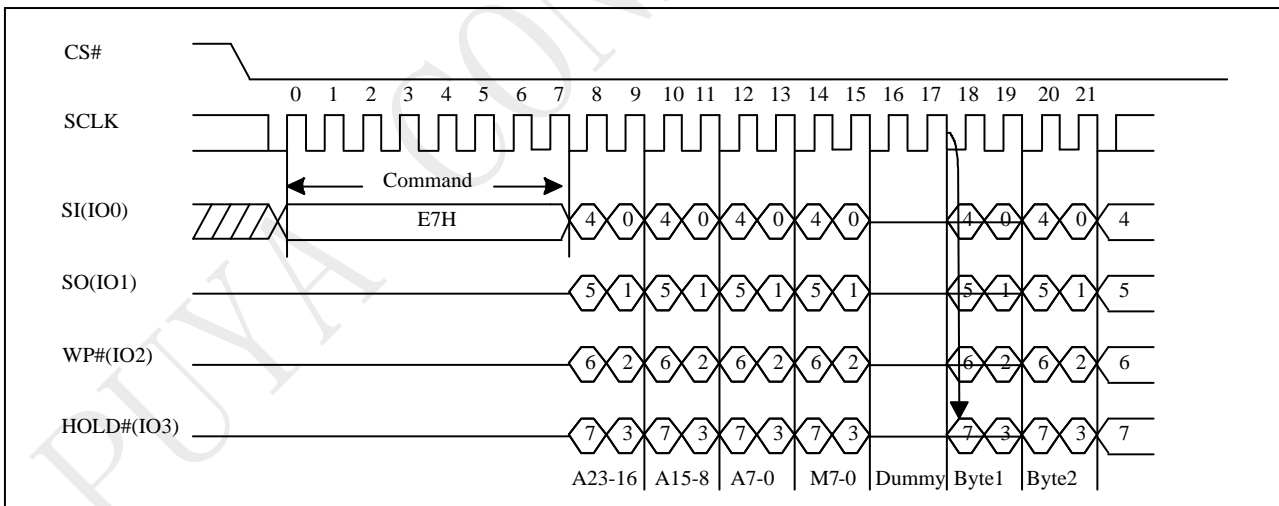 CS#
0 1 2 3 4 5 6 7 8 9 10 11 12 13 14 15 16 17 18 19 20 21
SCLK
Command
SI(IO0) E7H 4 0 4 0 4 0 4 0 4 0 4 0 4
SO(IO1) 5 1 5 1 5 1 5 1 5 1 5 1 5
WP#(IO2) 6 2 6 2 6 2 6 2 6 2 6 2 6
HOLD#(IO3) 7 3 7 3 7 3 7 3 7 3 7 3 7
A23-16 A15-8 A7-0 M7-0 Dummy Byte1 Byte2
PUYA CON